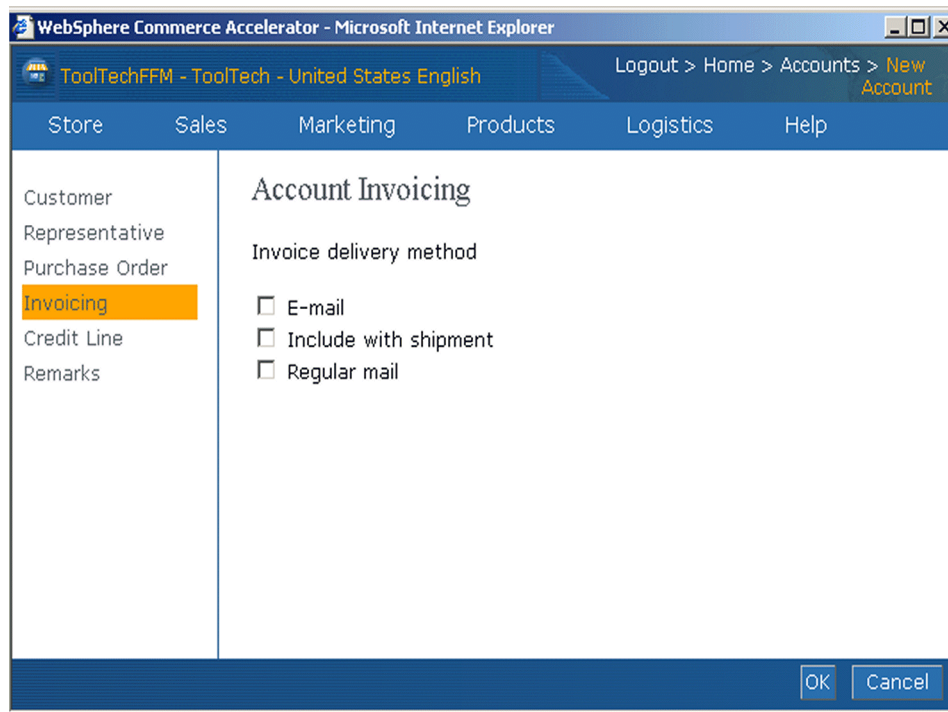 WebSphere Commerce Accelerator - Microsoft Internet Explorer
ToolTechFFM - ToolTech - United States English
Logout > Home > Accounts > New
Account
Store Sales Marketing Products Logistics Help
Customer
Representative
Purchase Order
Invoicing
Credit Line
Remarks
Account Invoicing
Invoice delivery method
E-mail
Include with shipment
Regular mail
OK Cancel